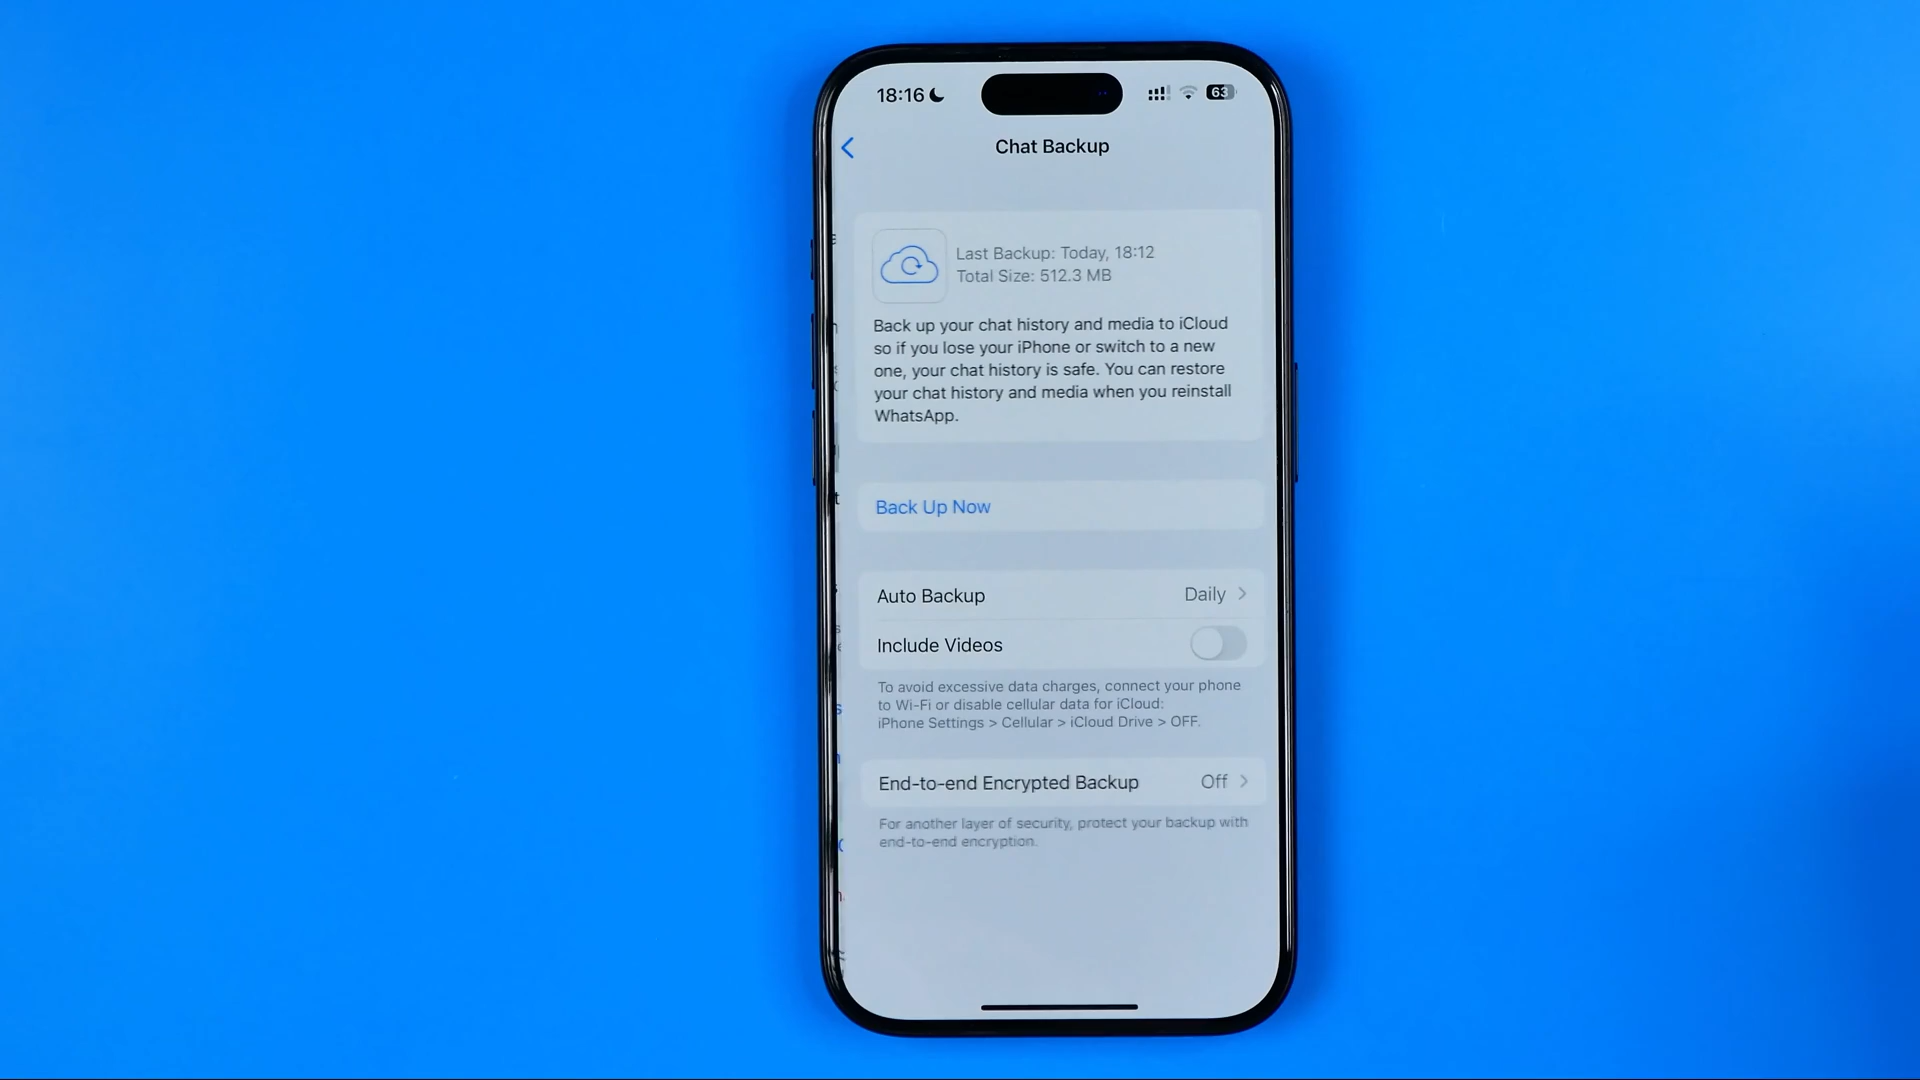 18:16
63
Chat Backup
Last Backup: Today, 18:12
Total Size: 512.3 MB
Back up your chat history and media to iCloud
so if you lose your iPhone or switch to a new
one, your chat history is safe. You can restore
your chat history and media when you reinstall
WhatsApp.
Back Up Now
Auto Backup Daily
Include Videos
To avoid excessive data charges, connect your phone
to Wi-Fi or disable cellular data for iCloud:
iPhone Settings > Cellular > iCloud Drive > OFF.
End-to-end Encrypted Backup Off
For another layer of security, protect your backup with
end-to-end encryption.